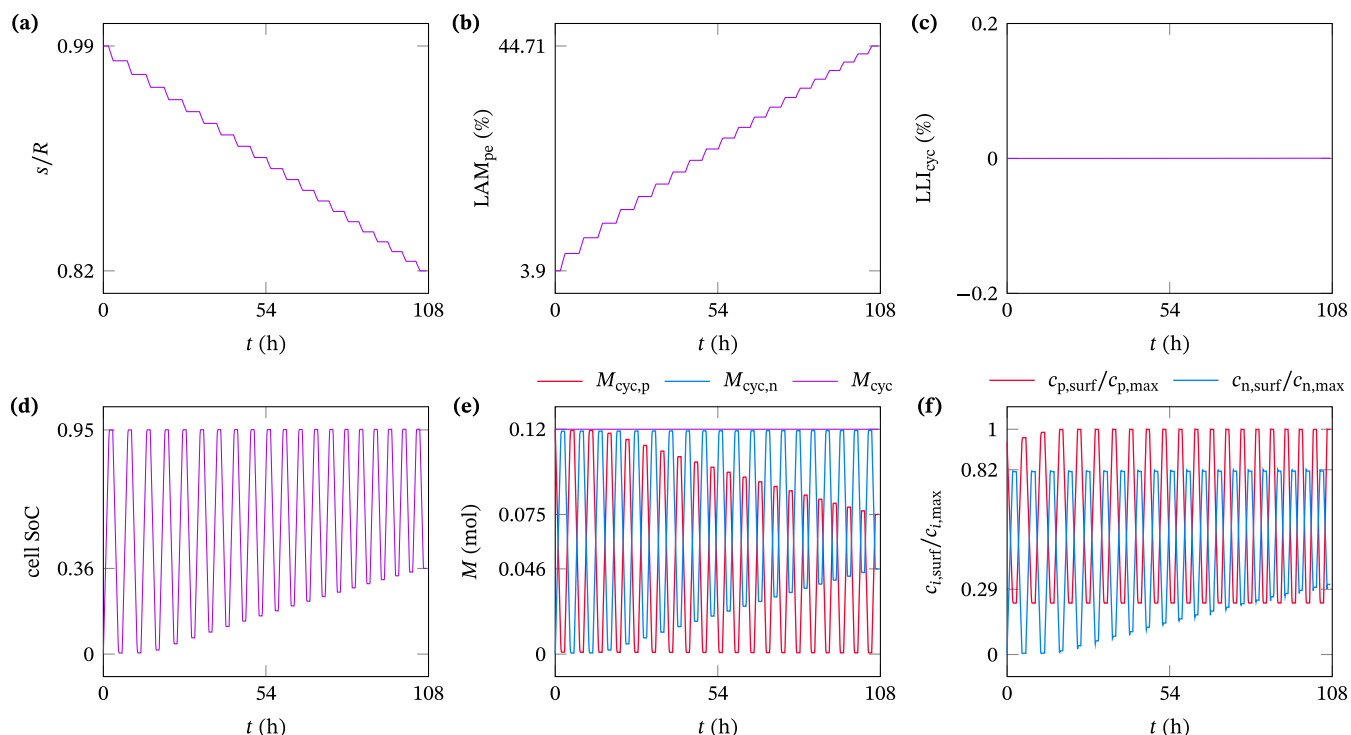 (a)
0.99
0.82
s/R
0
54
108
t (h)
(b)
44.71
3.9
LAM_pe (%)
0
54
108
t (h)
(c)
0.2
0
−0.2
LLI_cyc (%)
0
54
108
t (h)
(d)
0.95
0.36
0
cell SoC
0
54
108
t (h)
M_cyc,p M_cyc,n M_cyc
(e)
0.12
0.075
0.046
0
M (mol)
0
54
108
t (h)
c_p,surf/c_p,max c_n,surf/c_n,max
(f)
1
0.82
0.29
0
c_i,surf/c_i,max
0
54
108
t (h)